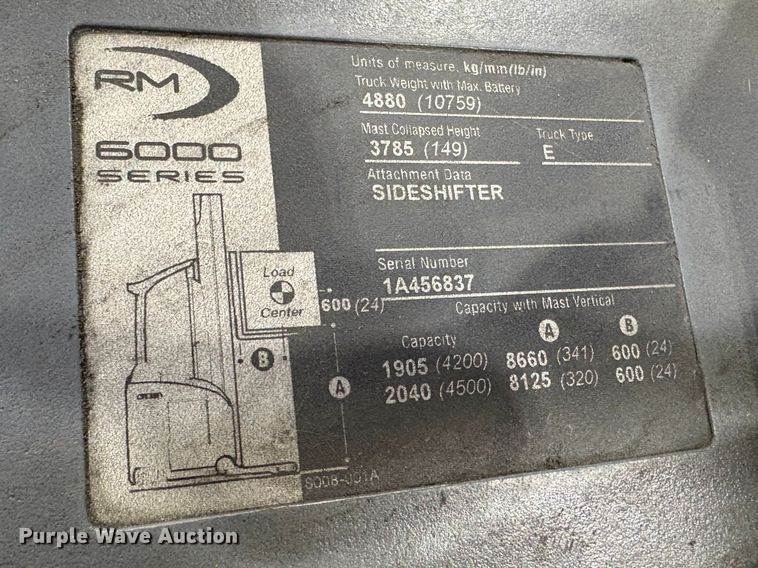 RM
6000
SERIES
Units of measure, kg/mm(lb/in)
Truck Weight with Max. Battery
4880 (10759)
Mast Collapsed Height
3785 (149)
Truck Type
E
Attachment Data
SIDESHIFTER
Serial Number
1A456837
Capacity with Mast Vertical
Capacity A B
1905 (4200) 8660 (341) 600 (24)
2040 (4500) 8125 (320) 600 (24)
Load
Center
600 (24)
B
A
CROWN
Purple Wave Auction